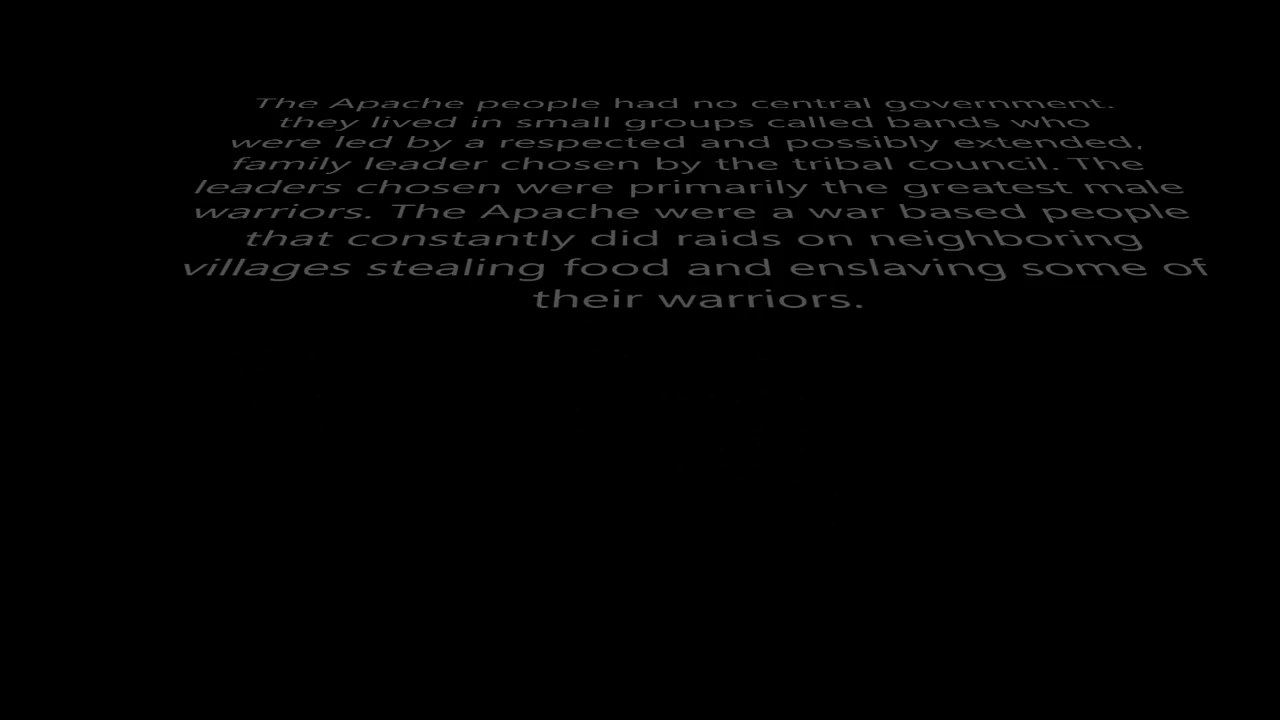 The Apache people had no central government.
they lived in small groups called bands who
were led by a respected and possibly extended,
family leader chosen by the tribal council. The
leaders chosen were primarily the greatest male
warriors. The Apache were a war based people
that constantly did raids on neighboring
villages stealing food and enslaving some of
their warriors.